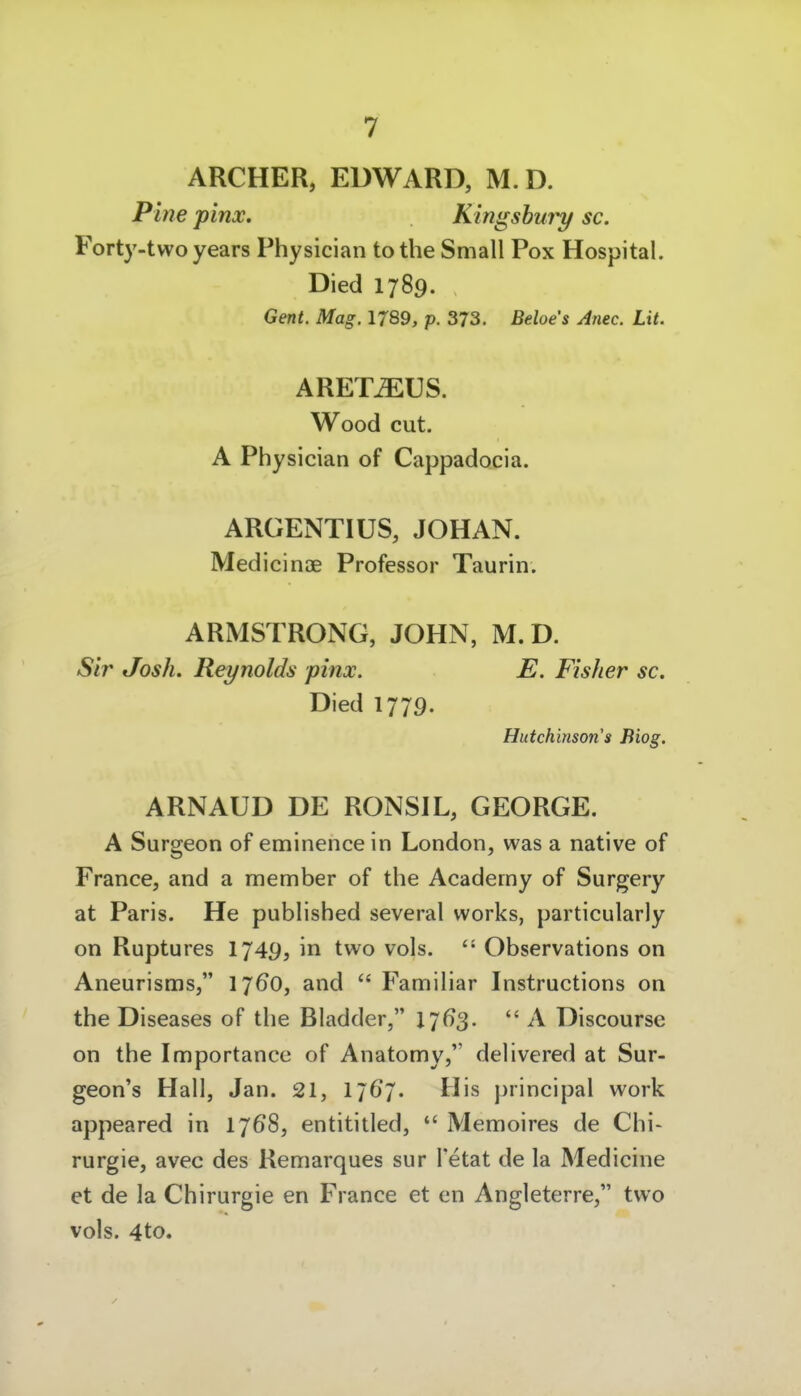 7
ARCHER, EDWARD, M. D.
Pine pinx. Kingsbury sc.
Forty-two years Physician to the Small Pox Hospital.
Died 1789.
Gent. Mag. 1789, p. 373. Beloe's Anec. Lit.
ARETÆUS.
Wood cut.
A Physician of Cappadocia.
ARGENTIUS, JOHAN.
Medicinæ Professor Taurin.
ARMSTRONG, JOHN, M. D.
Sir Josh. Reynolds pinx. E. Fisher sc.
Died 1779.
Hutchinson's Biog.
ARNAUD DE RONSIL, GEORGE.
A Surgeon of eminence in London, was a native of
France, and a member of the Academy of Surgery
at Paris. He published several works, particularly
on Ruptures 1749, in two vols. “ Observations on
Aneurisms,” 1760, and “ Familiar Instructions on
the Diseases of the Bladder,” 1763. “ A Discourse
on the Importance of Anatomy,” delivered at Sur-
geon’s Hall, Jan. 21, 1767. His principal work
appeared in 1768, entititled, “ Memoires de Chi-
rurgie, avec des Remarques sur l’état de la Medicine
et de la Chirurgie en France et en Angleterre,” two
vols. 4to.